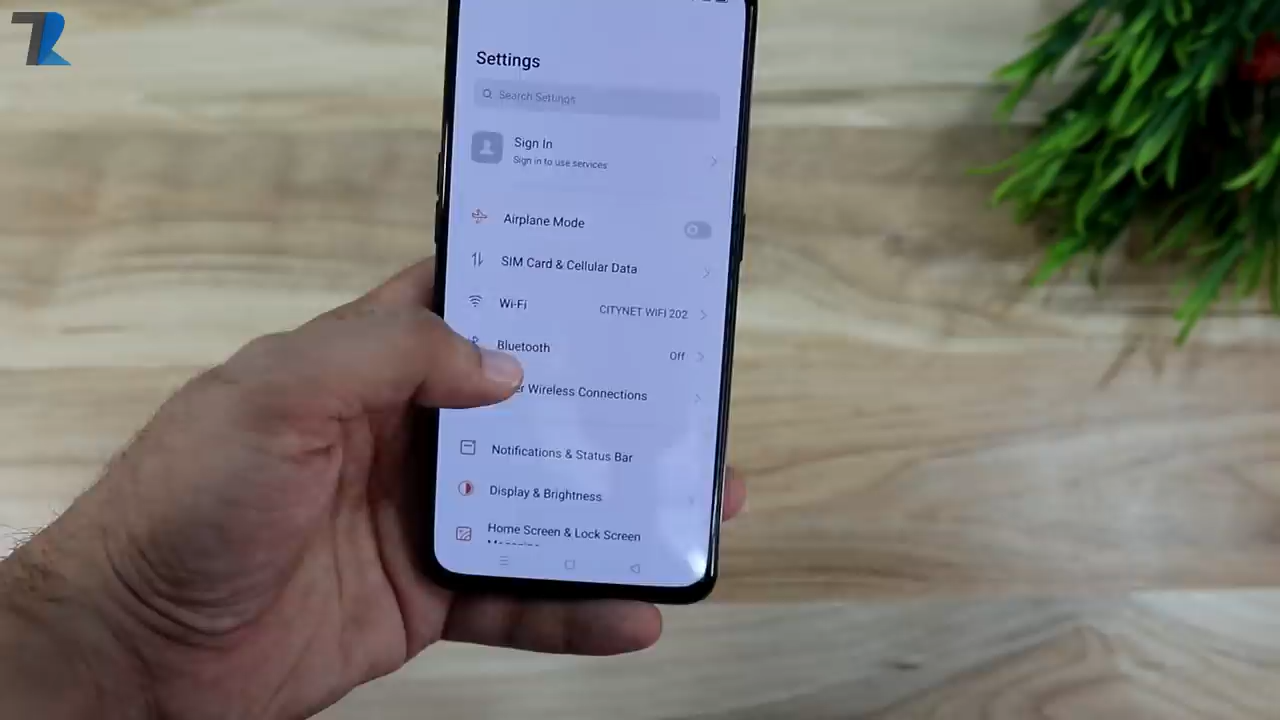 Settings
Search Settings
Sign In
Sign in to use services
Airplane Mode
SIM Card & Cellular Data
Wi-Fi CITYNET WIFI 202
Bluetooth Off
Wireless Connections
Notifications & Status Bar
Display & Brightness
Home Screen & Lock Screen